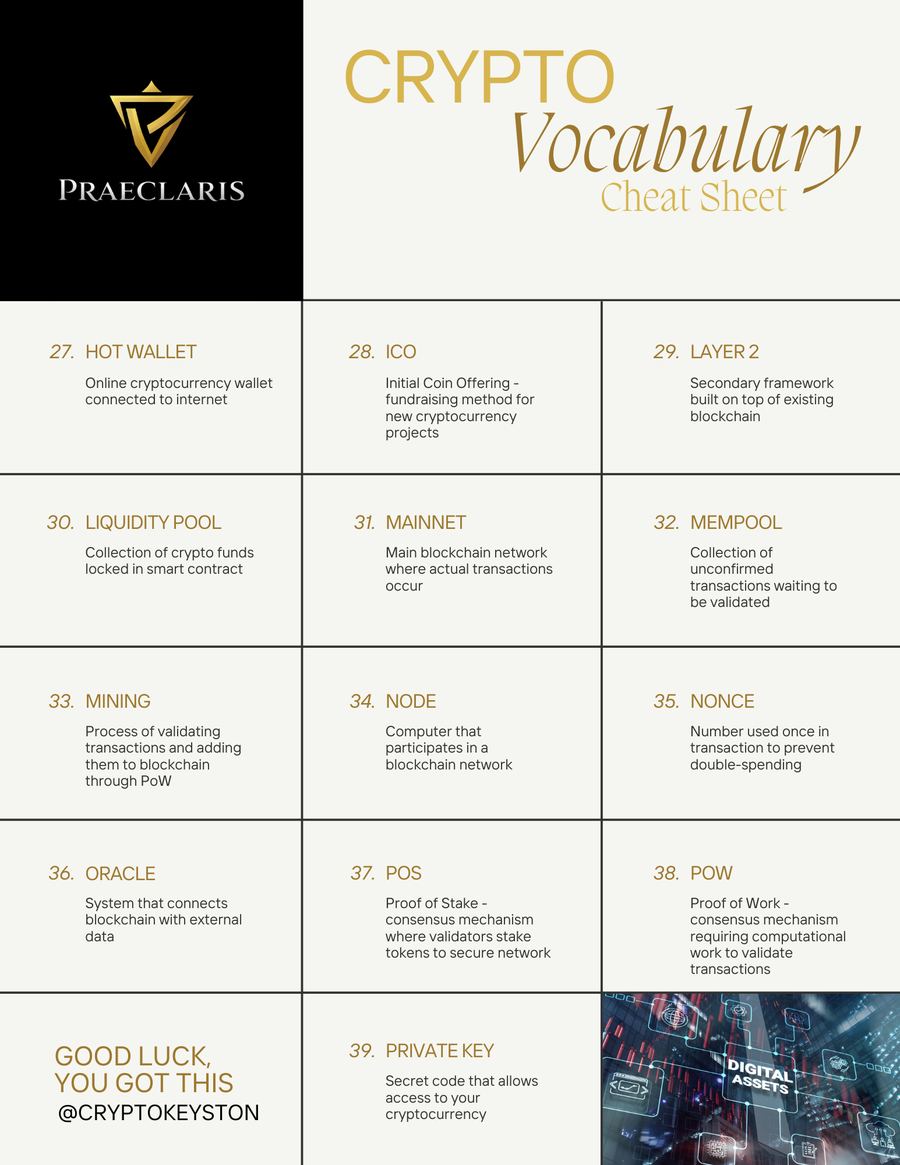 PRAECLARIS
CRYPTO
Vocabulary
Cheat Sheet
27. HOT WALLET
Online cryptocurrency wallet
connected to internet
28. ICO
Initial Coin Offering -
fundraising method for
new cryptocurrency
projects
29. LAYER 2
Secondary framework
built on top of existing
blockchain
30. LIQUIDITY POOL
Collection of crypto funds
locked in smart contract
31. MAINNET
Main blockchain network
where actual transactions
occur
32. MEMPOOL
Collection of
unconfirmed
transactions waiting to
be validated
33. MINING
Process of validating
transactions and adding
them to blockchain
through PoW
34. NODE
Computer that
participates in a
blockchain network
35. NONCE
Number used once in
transaction to prevent
double-spending
36. ORACLE
System that connects
blockchain with external
data
37. POS
Proof of Stake -
consensus mechanism
where validators stake
tokens to secure network
38. POW
Proof of Work -
consensus mechanism
requiring computational
work to validate
transactions
GOOD LUCK,
YOU GOT THIS
@CRYPTOKEYSTON
39. PRIVATE KEY
Secret code that allows
access to your
cryptocurrency
DIGITAL
ASSETS